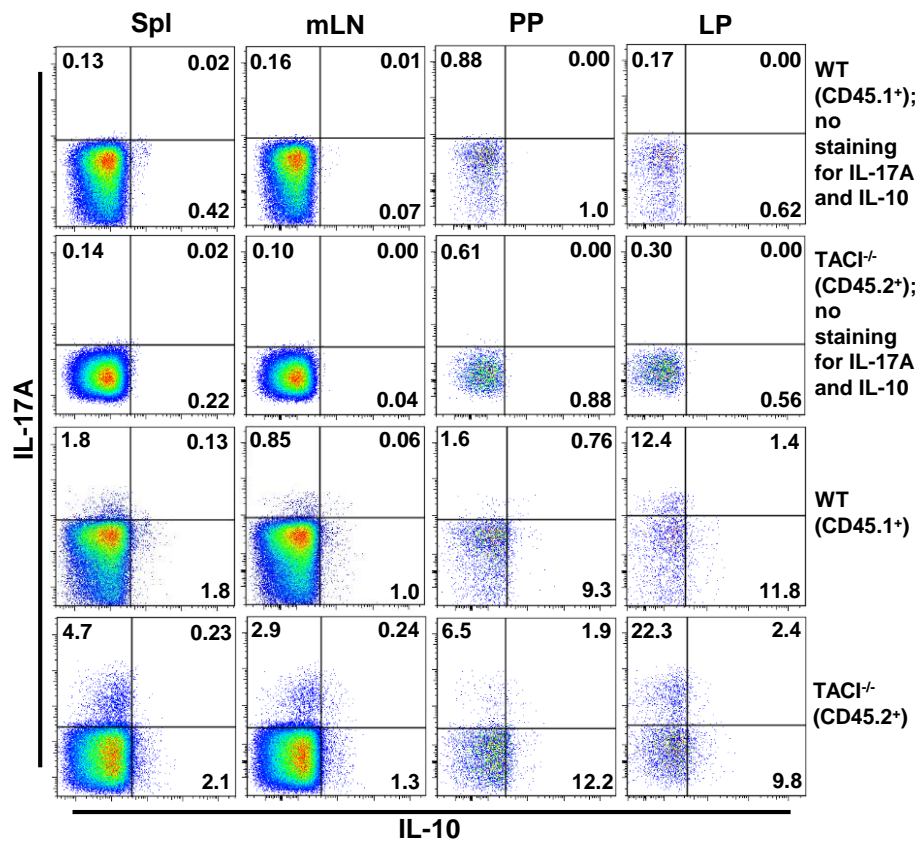 Spl mLN PP LP
0.13 0.02 0.16 0.01 0.88 0.00 0.17 0.00
0.42 0.07 1.0 0.62
WT
(CD45.1⁺);
no
staining
for IL-17A
and IL-10
0.14 0.02 0.10 0.00 0.61 0.00 0.30 0.00
0.22 0.04 0.88 0.56
TACI⁻/⁻
(CD45.2⁺);
no
staining
for IL-17A
and IL-10
1.8 0.13 0.85 0.06 1.6 0.76 12.4 1.4
1.8 1.0 9.3 11.8
WT
(CD45.1⁺)
4.7 0.23 2.9 0.24 6.5 1.9 22.3 2.4
2.1 1.3 12.2 9.8
TACI⁻/⁻
(CD45.2⁺)
IL-17A
IL-10